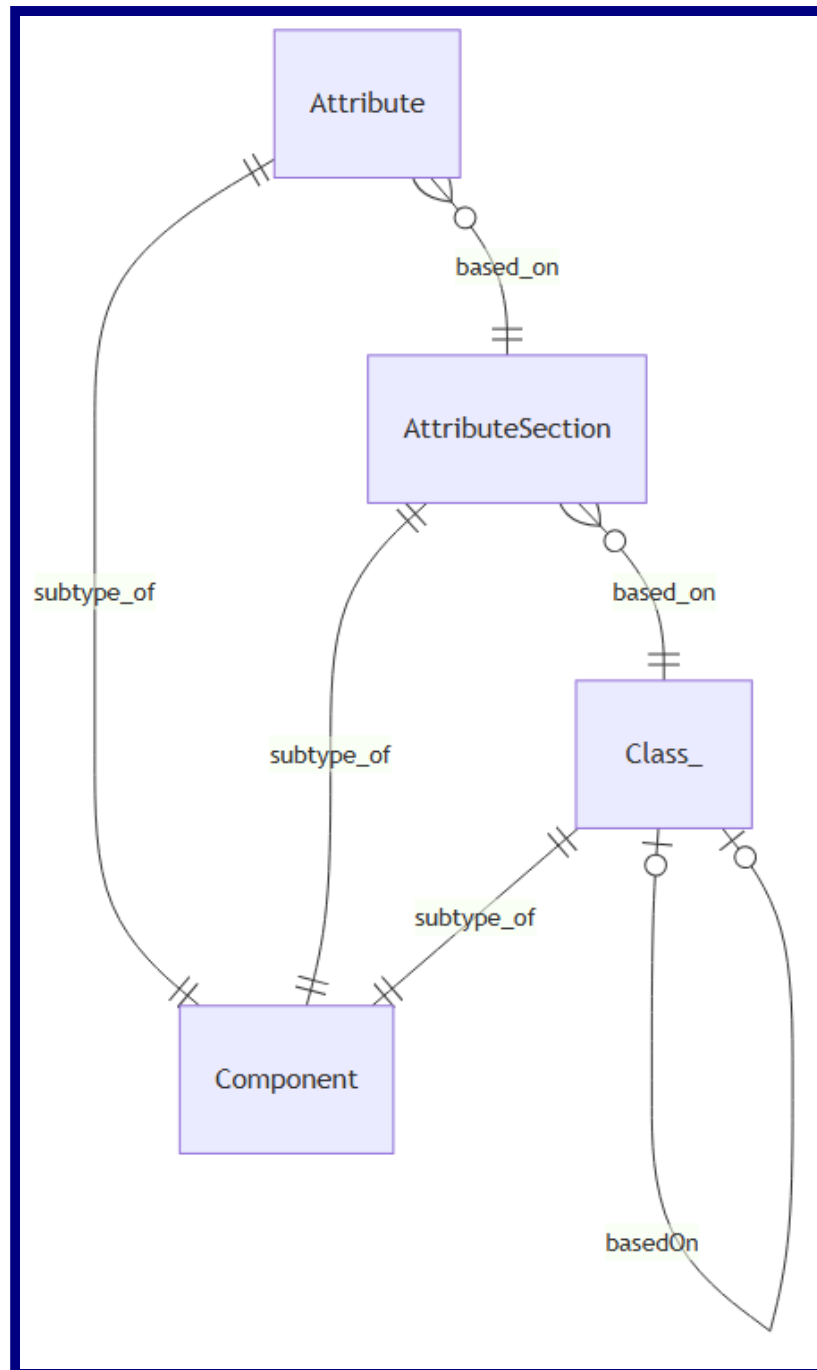 Attribute
based_on
AttributeSection
subtype_of
based_on
subtype_of
Class_
subtype_of
Component
basedOn